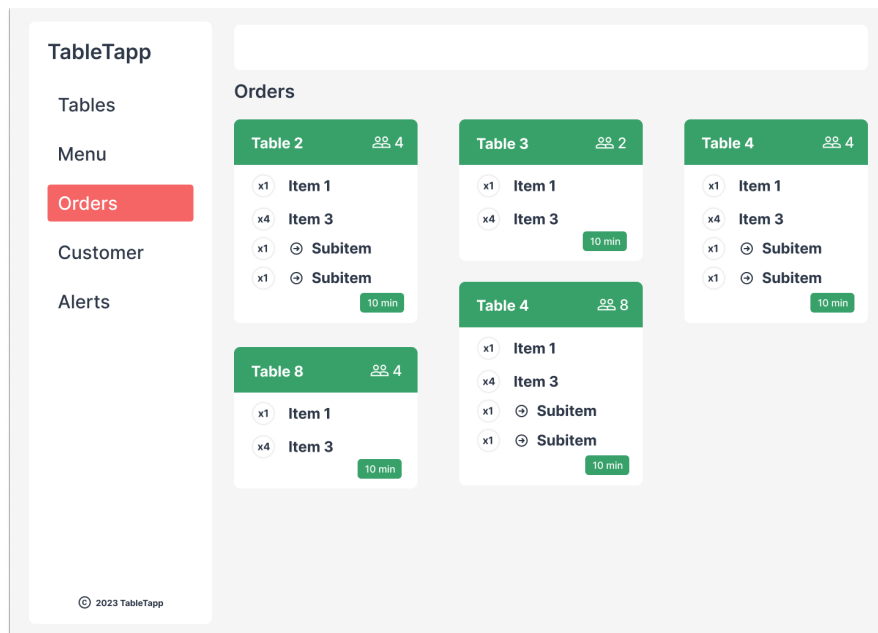 TableTapp
Tables
Menu
Orders
Customer
Alerts
© 2023 TableTapp
Orders
Table 2 4
x1 Item 1
x4 Item 3
x1 Subitem
x1 Subitem
10 min
Table 8 4
x1 Item 1
x4 Item 3
10 min
Table 3 2
x1 Item 1
x4 Item 3
10 min
Table 4 8
x1 Item 1
x4 Item 3
x1 Subitem
x1 Subitem
10 min
Table 4 4
x1 Item 1
x4 Item 3
x1 Subitem
x1 Subitem
10 min